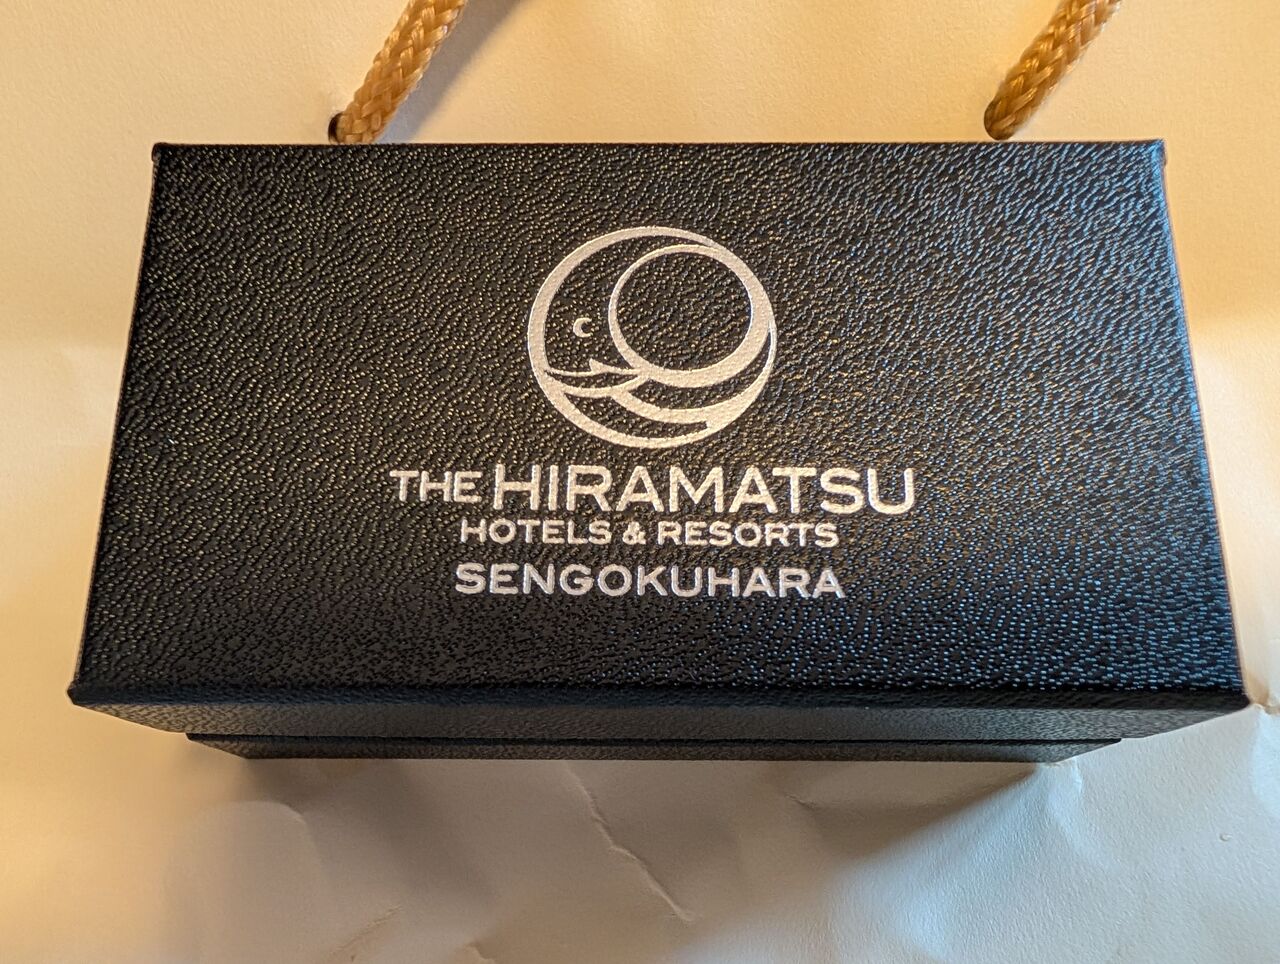 THE HIRAMATSU
HOTELS & RESORTS
SENGOKUHARA